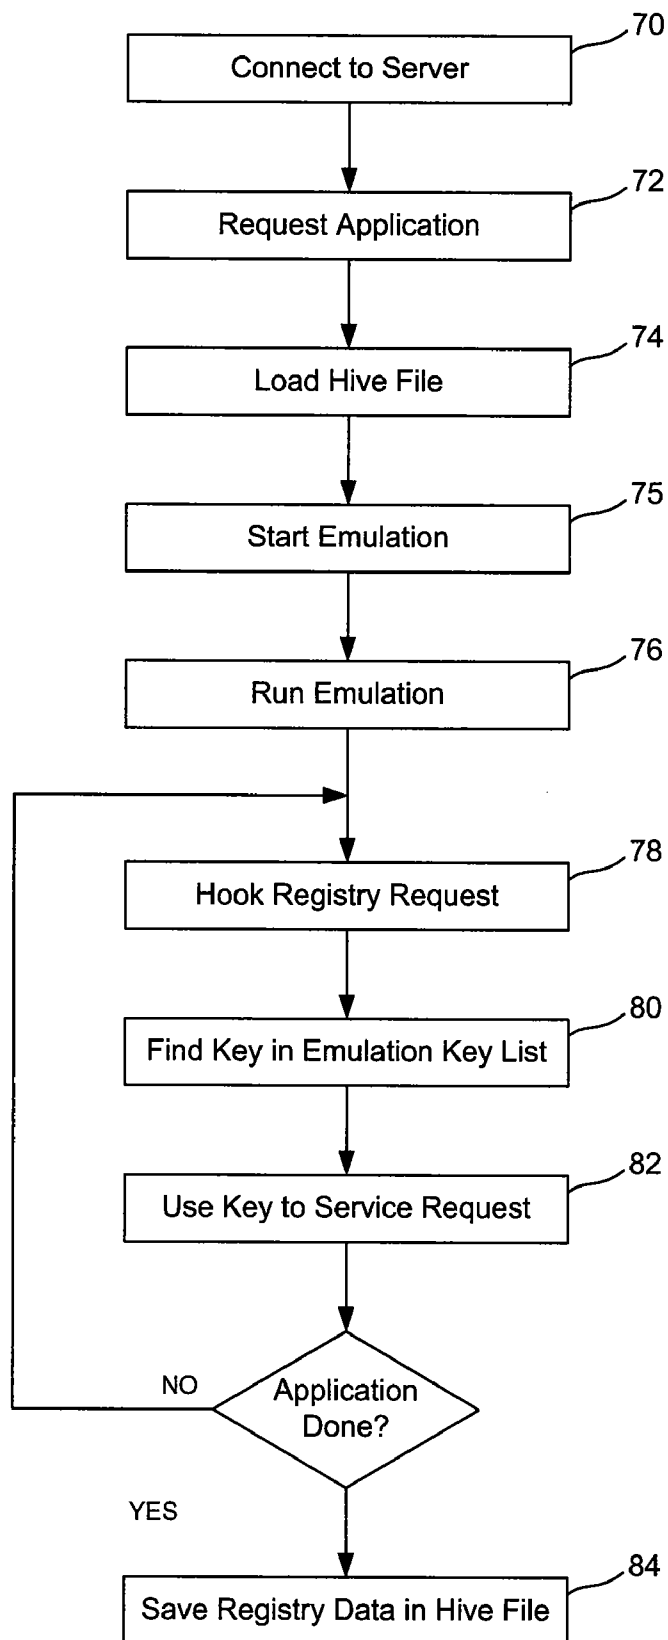 70
Connect to Server
72
Request Application
74
Load Hive File
75
Start Emulation
76
Run Emulation
78
Hook Registry Request
80
Find Key in Emulation Key List
82
Use Key to Service Request
NO
Application
Done?
YES
84
Save Registry Data in Hive File